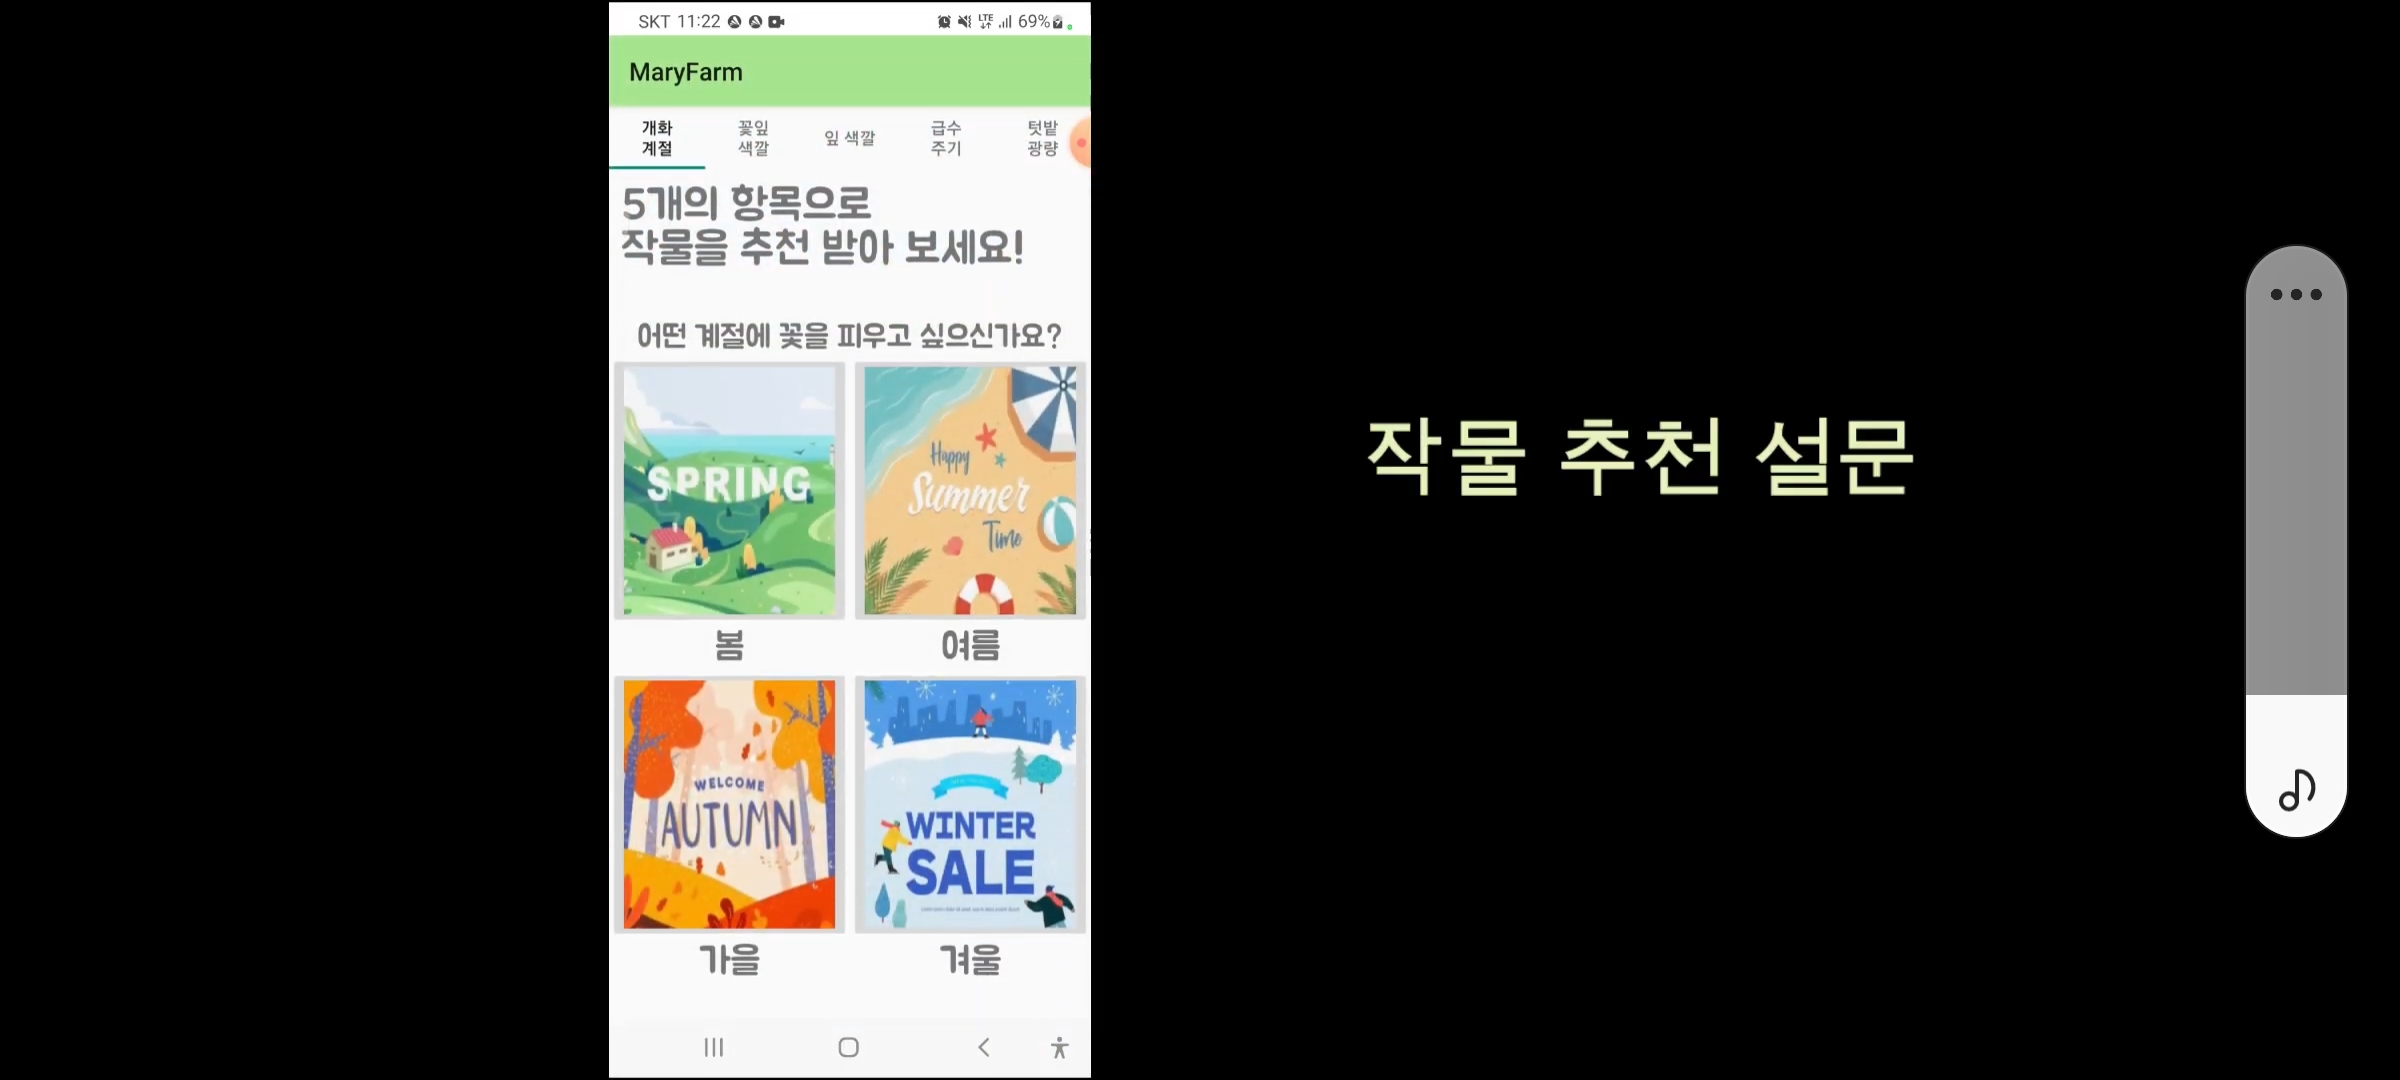 SKT 11:22
LTE 69%
MaryFarm
개화
계절
꽃잎
색깔
잎 색깔
급수
주기
텃밭
광량
5개의 항목으로
작물을 추천 받아 보세요!
어떤 계절에 꽃을 피우고 싶으신가요?
SPRING
Happy
Summer
Time
봄
여름
WELCOME
AUTUMN
WINTER
SALE
가을
겨울
작물 추천 설문